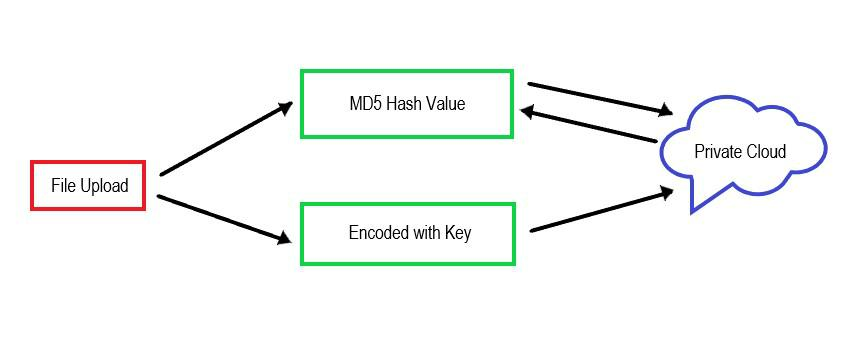 MD5 Hash Value
Private Cloud
File Upload
Encoded with Key